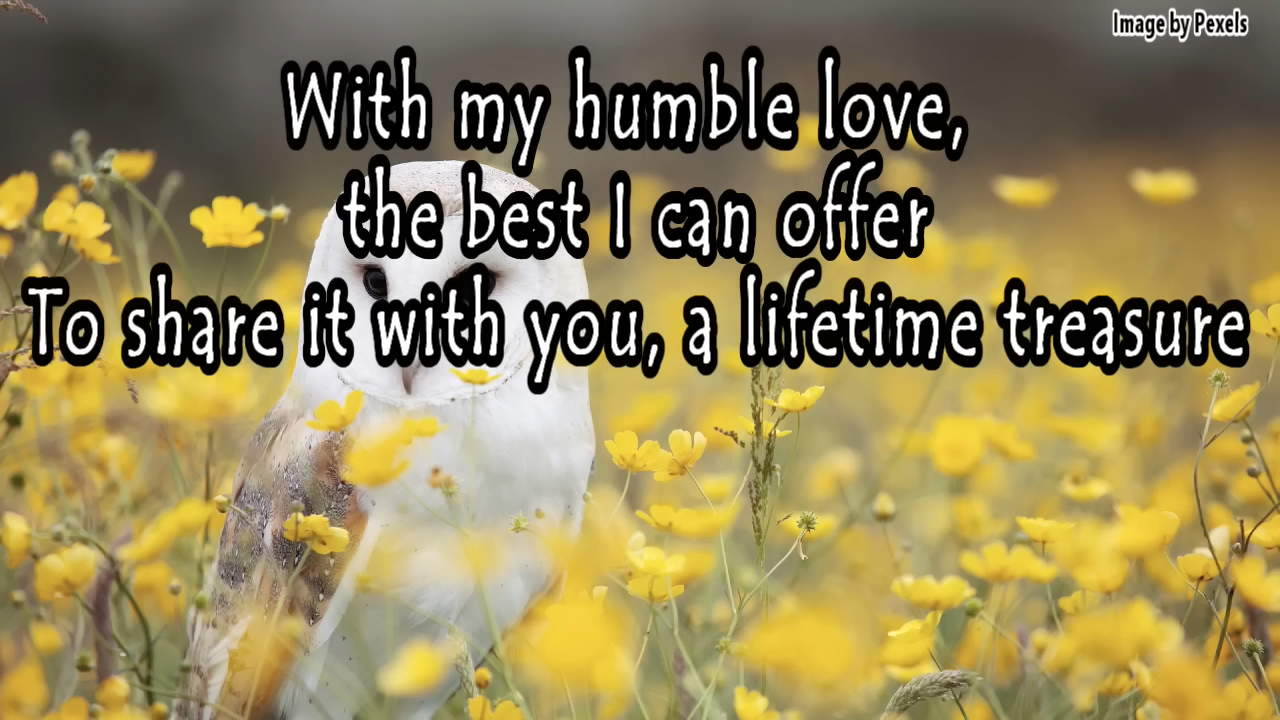 Image by Pexels
With my humble love,
the best I can offer
To share it with you, a lifetime treasure